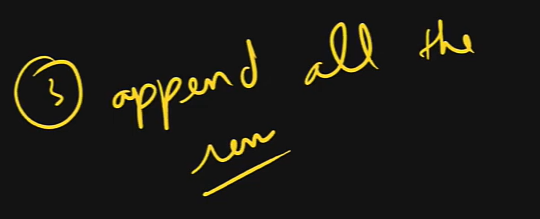 3 append all the
rem